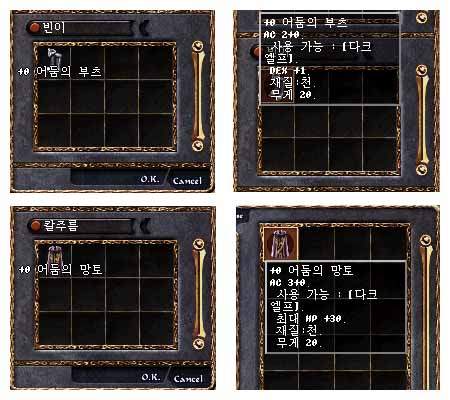 빈이
+0 어둠의 부츠
O.K.
Cancel
+0 어둠의 부츠
AC 2+0
사용 가능 : [다크
엘프].
DEX +1
재질:천.
무게 20.
칼주름
+0 어둠의 망토
O.K.
Cancel
+0 어둠의 망토
AC 3+0
사용 가능 : [다크
엘프].
최대 MP +30.
재질:천.
무게 20.